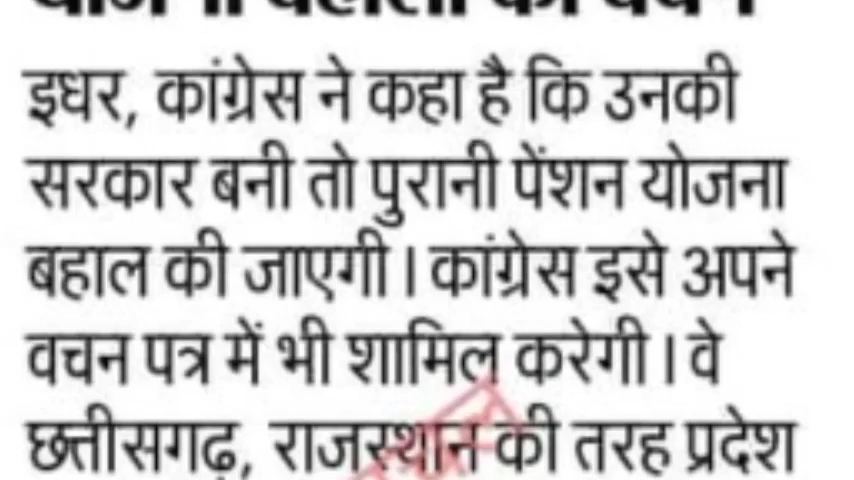 इधर, कांग्रेस ने कहा है कि उनकी
सरकार बनी तो पुरानी पेंशन योजना
बहाल की जाएगी। कांग्रेस इसे अपने
वचन पत्र में भी शामिल करेगी। वे
छत्तीसगढ़, राजस्थान की तरह प्रदेश